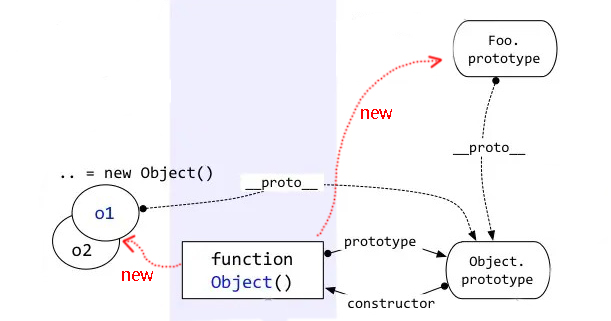 Foo.
prototype
new
__proto__
.. = new Object()
__proto__
o1
o2
new
function
Object()
prototype
constructor
Object.
prototype